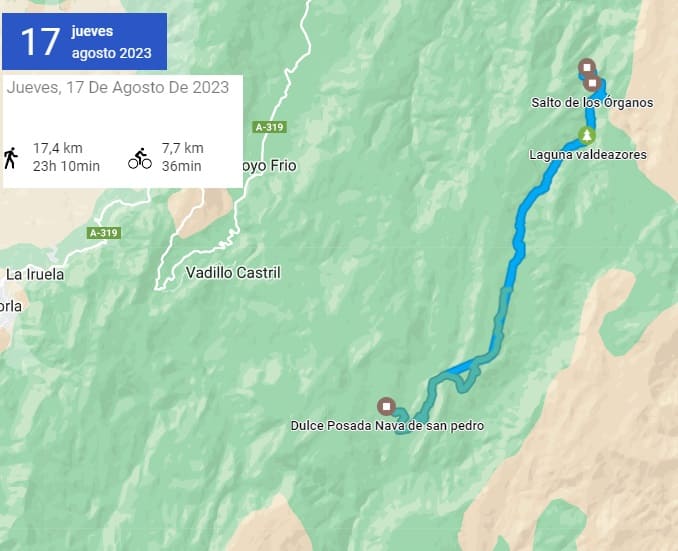 17 jueves
agosto 2023
Jueves, 17 De Agosto De 2023
17,4 km
23h 10min
7,7 km
36min
A-319
oyo Frio
A-319
La Iruela
orla
Vadillo Castril
Salto de los Órganos
Laguna valdeazores
Dulce Posada Nava de san pedro